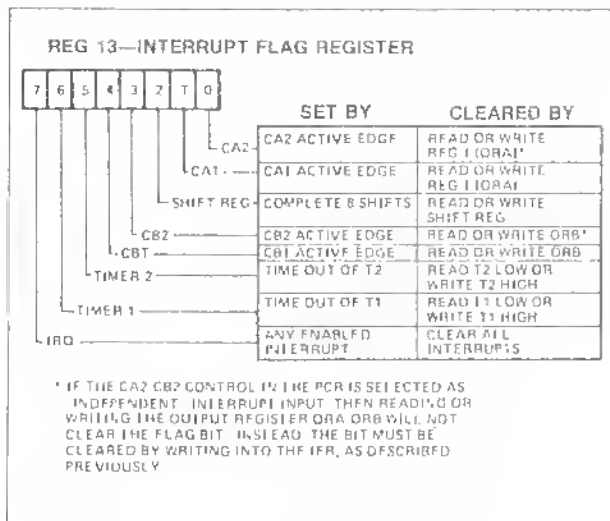 REG 13—INTERRUPT FLAG REGISTER
7 6 5 4 3 2 1 0
SET BY CLEARED BY
CA2 CA2 ACTIVE EDGE READ OR WRITE
REG 1 (ORA)*
CA1 CA1 ACTIVE EDGE READ OR WRITE
REG 1 (ORA)
SHIFT REG COMPLETE 8 SHIFTS READ OR WRITE
SHIFT REG
CB2 CB2 ACTIVE EDGE READ OR WRITE ORB*
CB1 CB1 ACTIVE EDGE READ OR WRITE ORB
TIMER 2 TIME OUT OF T2 READ T2 LOW OR
WRITE T2 HIGH
TIMER 1 TIME OUT OF T1 READ T1 LOW OR
WRITE T1 HIGH
IRQ ANY ENABLED CLEAR ALL
INTERRUPT INTERRUPTS
* IF THE CA2 CB2 CONTROL IN THE PCR IS SELECTED AS
INDEPENDENT INTERRUPT INPUT THEN READING OR
WRITING THE OUTPUT REGISTER ORA ORB WILL NOT
CLEAR THE FLAG BIT INSTEAD THE BIT MUST BE
CLEARED BY WRITING INTO THE IFR, AS DESCRIBED
PREVIOUSLY